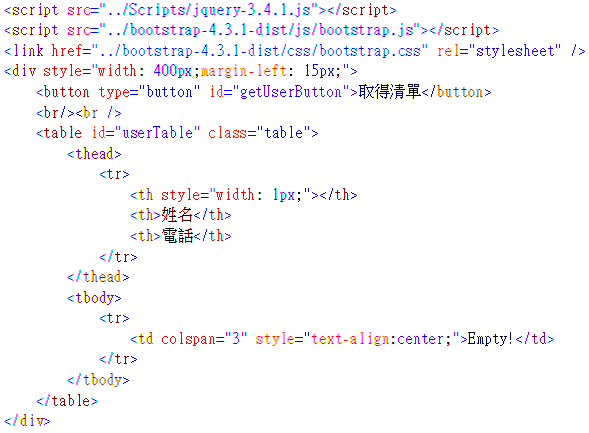 <script src="../Scripts/jquery-3.4.1.js"></script>
<script src="../bootstrap-4.3.1-dist/js/bootstrap.js"></script>
<link href="../bootstrap-4.3.1-dist/css/bootstrap.css" rel="stylesheet" />
<div style="width: 400px;margin-left: 15px;">
    <button type="button" id="getUserButton">取得清單</button>
    <br/><br />
    <table id="userTable" class="table">
        <thead>
            <tr>
                <th style="width: 1px;"></th>
                <th>姓名</th>
                <th>電話</th>
            </tr>
        </thead>
        <tbody>
            <tr>
                <td colspan="3" style="text-align:center;">Empty!</td>
            </tr>
        </tbody>
    </table>
</div>